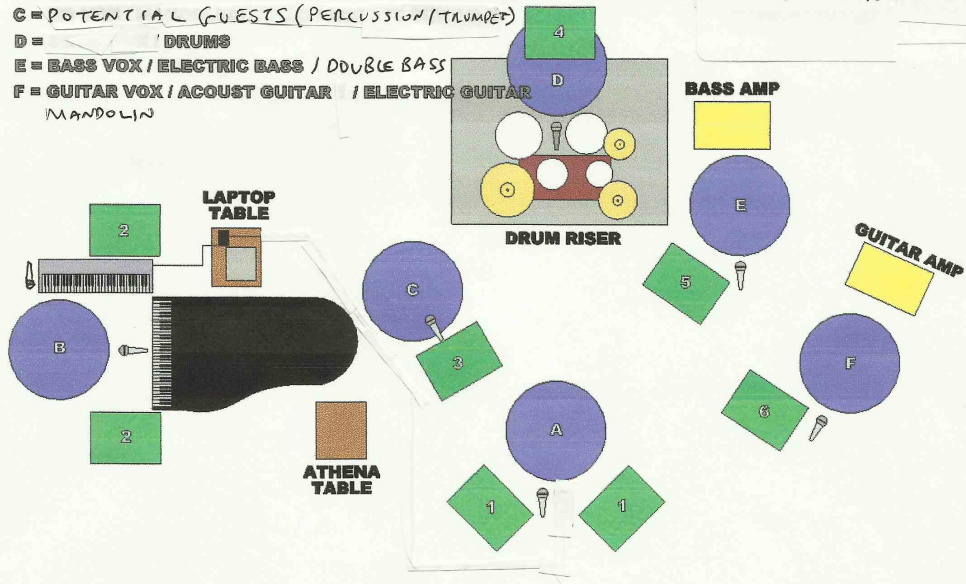 C = POTENTIAL GUESTS (PERCUSSION / TRUMPET)
D = / DRUMS
E = BASS VOX / ELECTRIC BASS / DOUBLE BASS
F = GUITAR VOX / ACOUST GUITAR / ELECTRIC GUITAR
MANDOLIN
4
D
BASS AMP
E
DRUM RISER
LAPTOP
TABLE
2
GUITAR AMP
C
5
B
3
F
6
2
A
ATHENA
TABLE
1
1